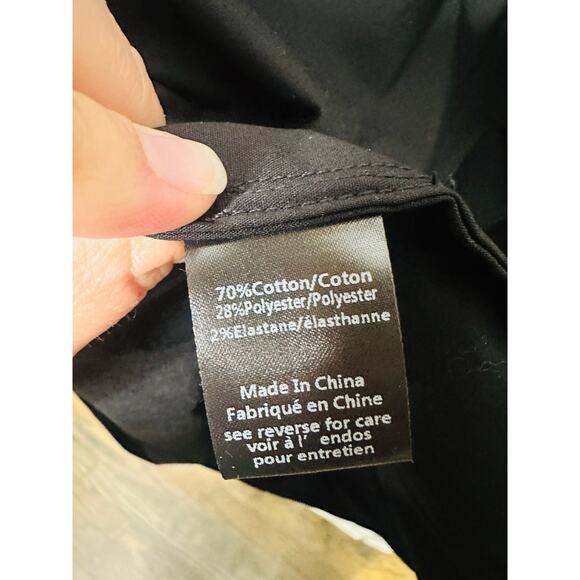 70%Cotton/Coton
28%Polyester/Polyester
2%Elastane/élasthanne
Made In China
Fabriqué en Chine
see reverse for care
voir à l' endos
pour entretien